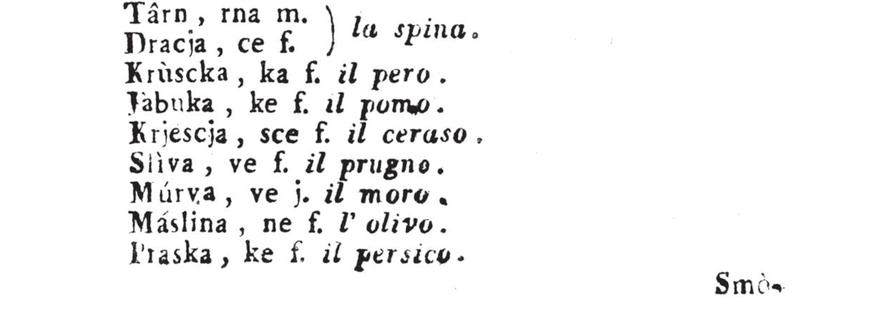 Târn , rna m.
Dracja , ce f. ) la spina.
Krùscka , ka f. il pero .
Jàbuka , ke f. il pomo.
Krjescja , sce f. il ceraso .
Slìva , ve f. il prugno.
Múrva , ve j. il moro.
Máslina , ne f. l' olivo.
Praska , ke f. il persico.
Smò-